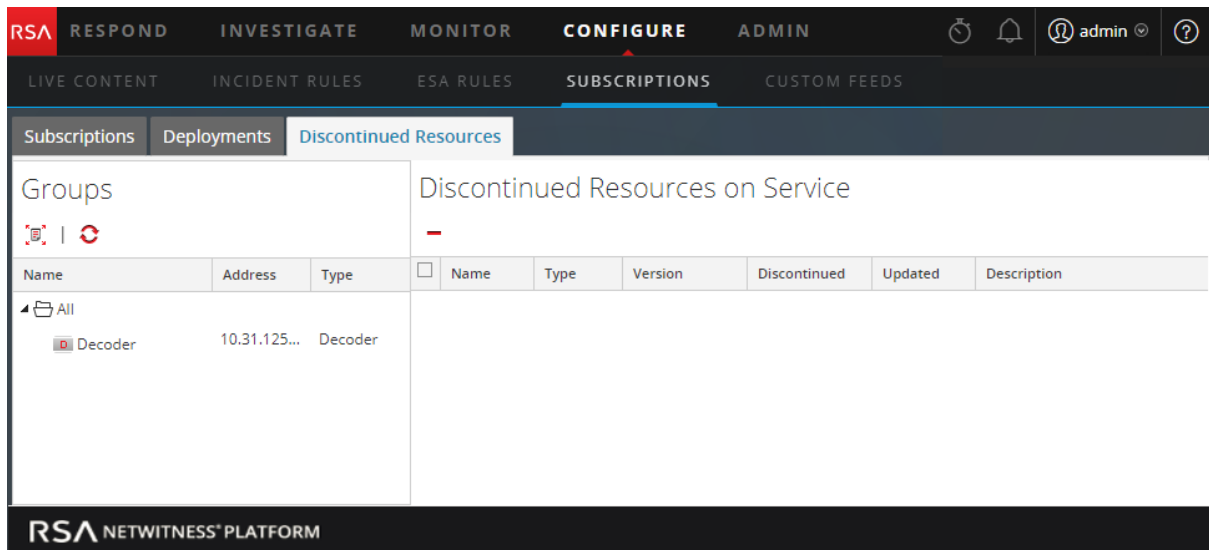 RSA RESPOND INVESTIGATE MONITOR CONFIGURE ADMIN admin ?
LIVE CONTENT INCIDENT RULES ESA RULES SUBSCRIPTIONS CUSTOM FEEDS
Subscriptions Deployments Discontinued Resources
Groups
Discontinued Resources on Service
Name Address Type
Name Type Version Discontinued Updated Description
All
D Decoder 10.31.125... Decoder
RSA NETWITNESS® PLATFORM